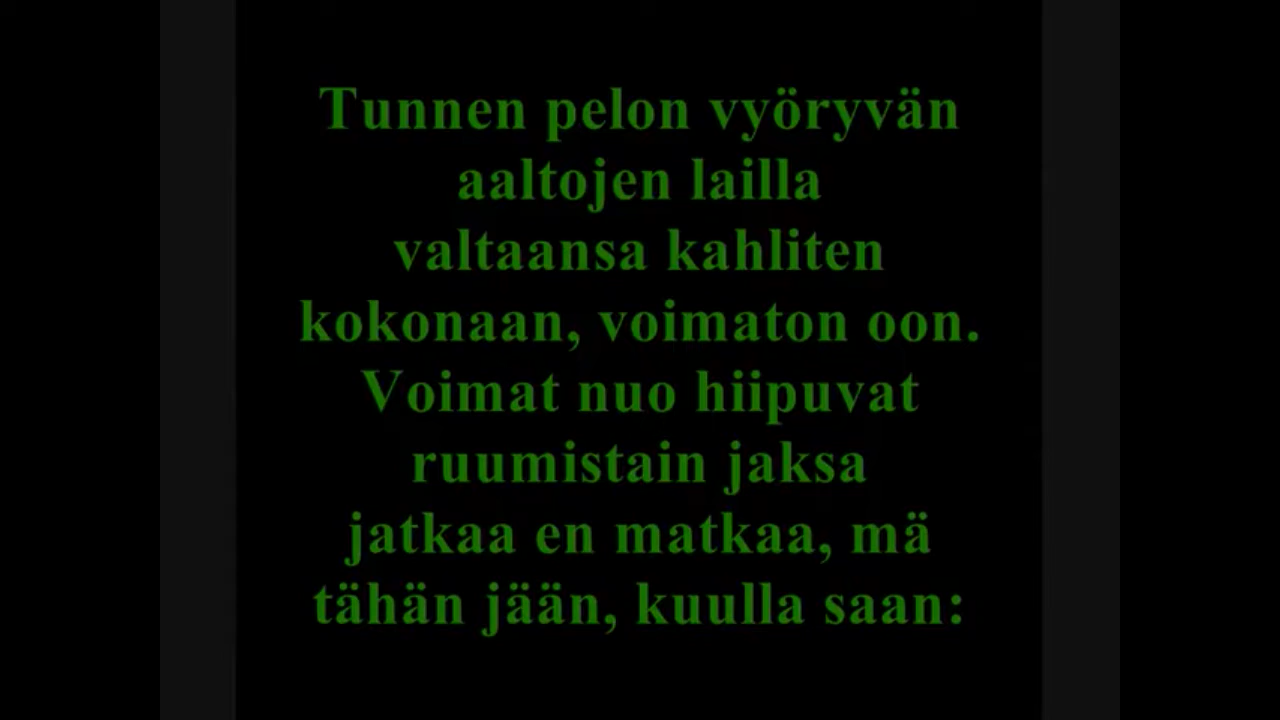 Tunnen pelon vyöryvän
aaltojen lailla
valtaansa kahliten
kokonaan, voimaton oon.
Voimat nuo hiipuvat
ruumistain jaksa
jatkaa en matkaa, mä
tähän jään, kuulla saan: